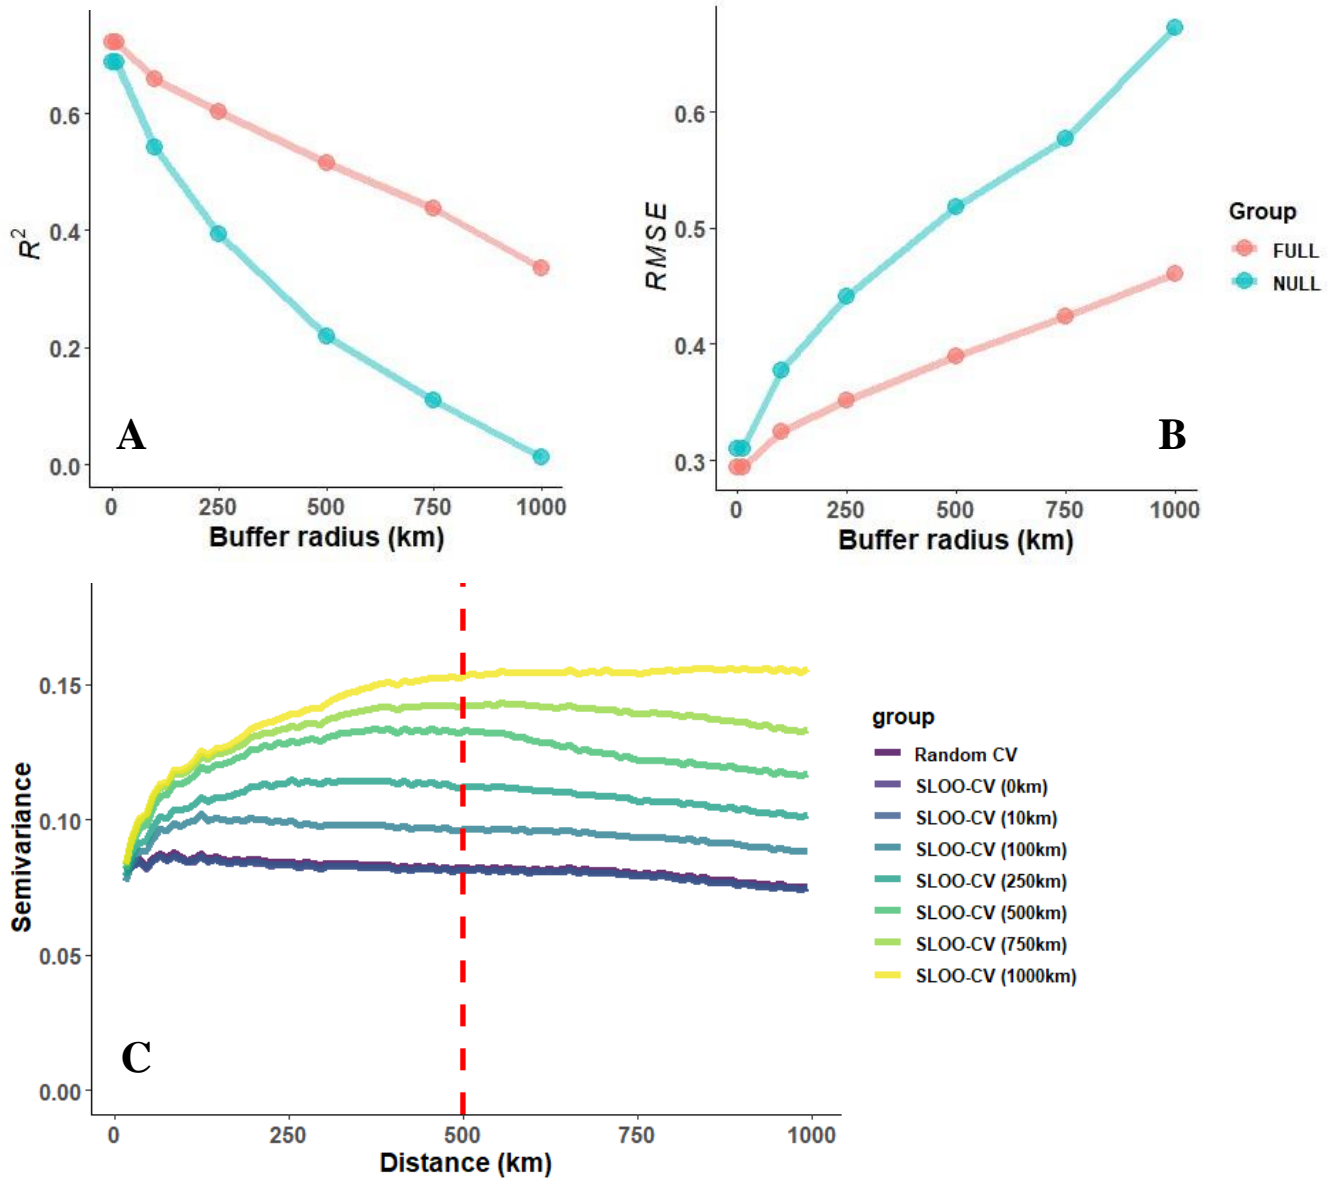 R²
0.6
0.4
0.2
0.0
0
250
500
750
1000
Buffer radius (km)
A
RMSE
0.6
0.5
0.4
0.3
0
250
500
750
1000
Buffer radius (km)
B
Group
FULL
NULL
Semivariance
0.15
0.10
0.05
0.00
0
250
500
750
1000
Distance (km)
C
group
Random CV
SLOO-CV (0km)
SLOO-CV (10km)
SLOO-CV (100km)
SLOO-CV (250km)
SLOO-CV (500km)
SLOO-CV (750km)
SLOO-CV (1000km)